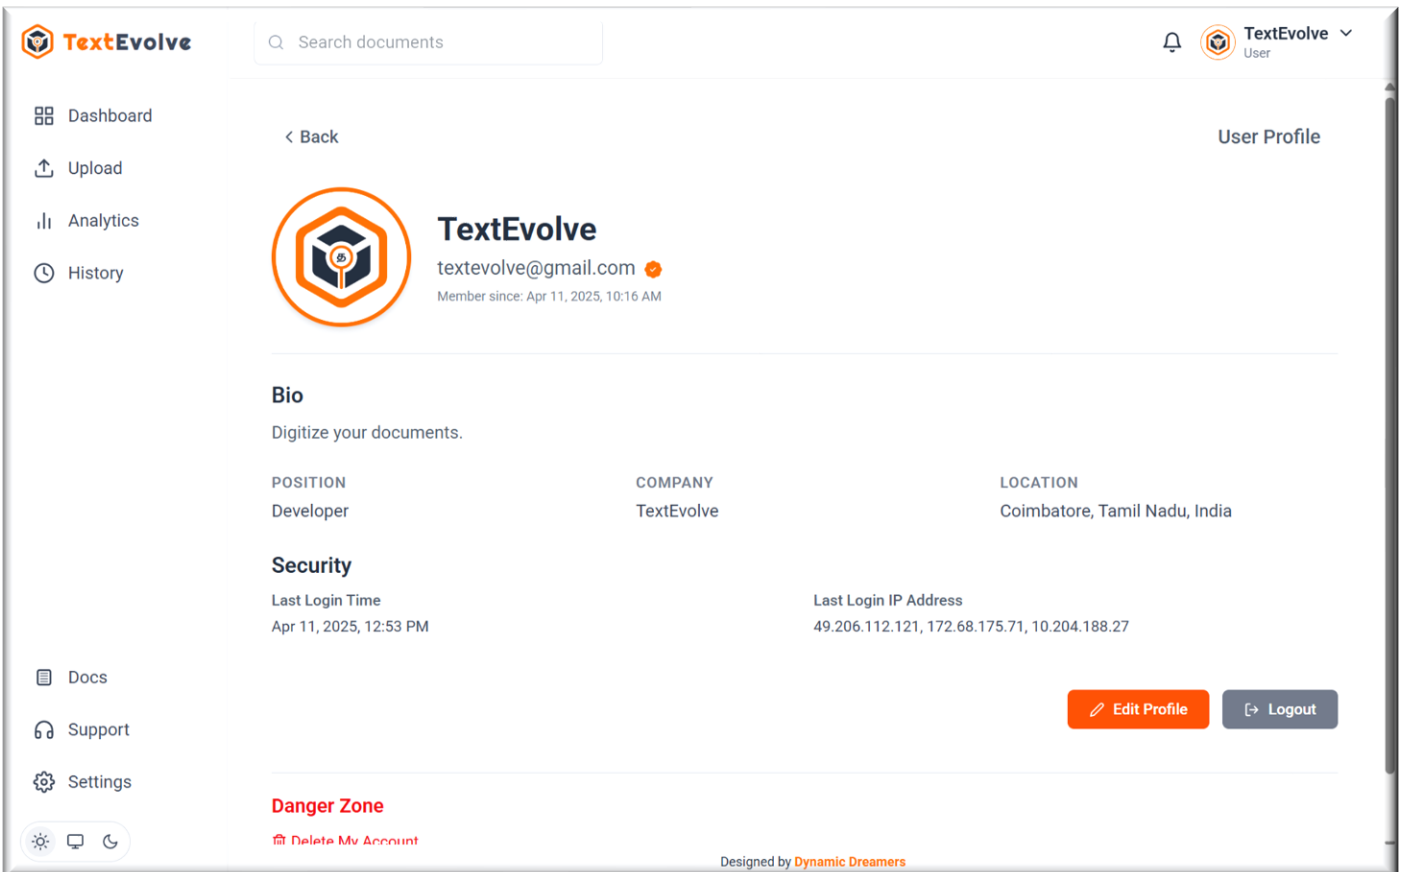 TextEvolve
Search documents
TextEvolve
User
Dashboard
Upload
Analytics
History
Back
User Profile
TextEvolve
textevolve@gmail.com
Member since: Apr 11, 2025, 10:16 AM
Bio
Digitize your documents.
POSITION COMPANY LOCATION
Developer TextEvolve Coimbatore, Tamil Nadu, India
Security
Last Login Time Last Login IP Address
Apr 11, 2025, 12:53 PM 49.206.112.121, 172.68.175.71, 10.204.188.27
Edit Profile Logout
Docs
Support
Settings
Danger Zone
Delete My Account
Designed by Dynamic Dreamers